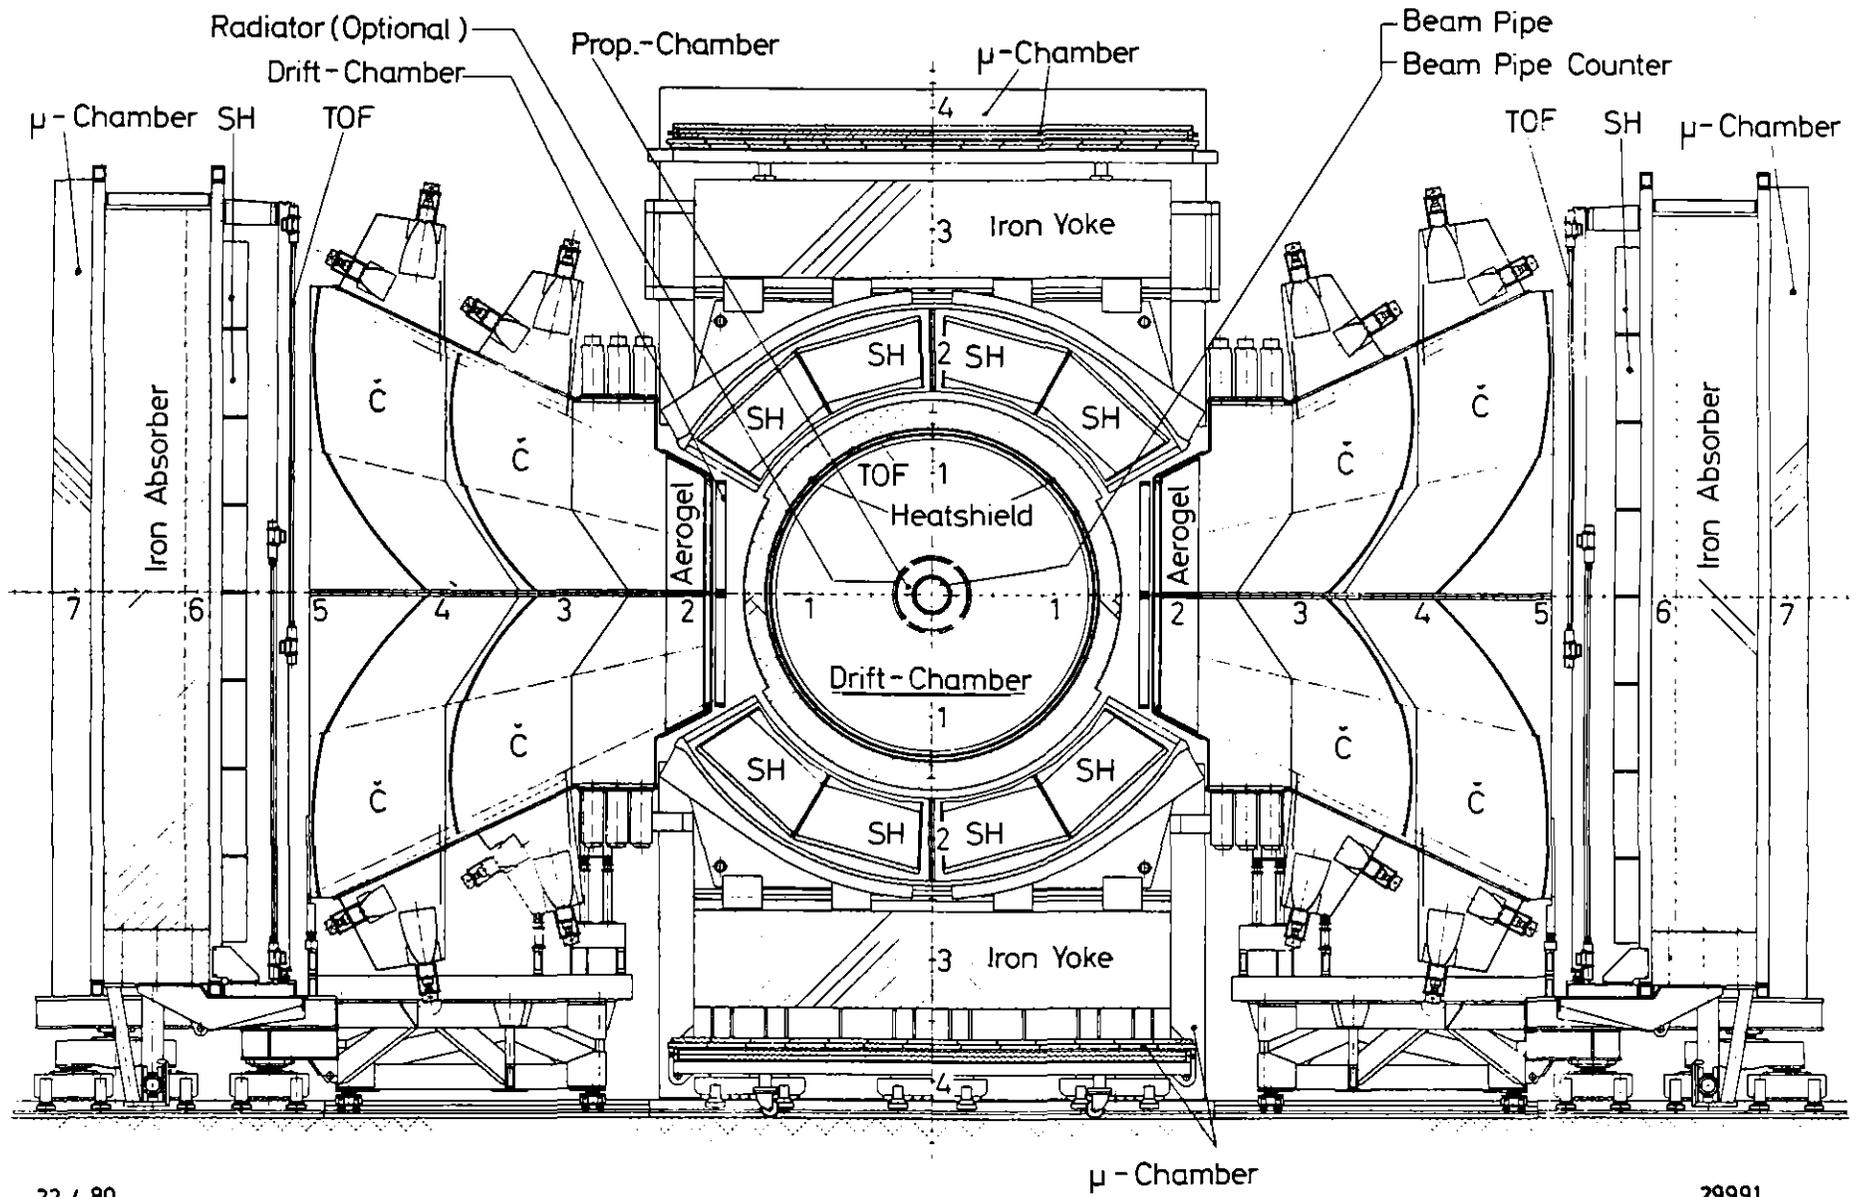 Radiator (Optional)
Drift-Chamber
Prop.-Chamber
μ-Chamber
Beam Pipe
Beam Pipe Counter
μ-Chamber SH TOF
TOF SH μ-Chamber
4
3 Iron Yoke
SH 2 SH
SH SH
Č Č
Č Č
Iron Absorber
Iron Absorber
TOF 1
Heatshield
Aerogel
Aerogel
7 6 5 4 3 2 1 1 2 3 4 5 6 7
Drift-Chamber
1
Č Č
Č Č
SH SH
SH 2 SH
3 Iron Yoke
4
μ-Chamber
29991